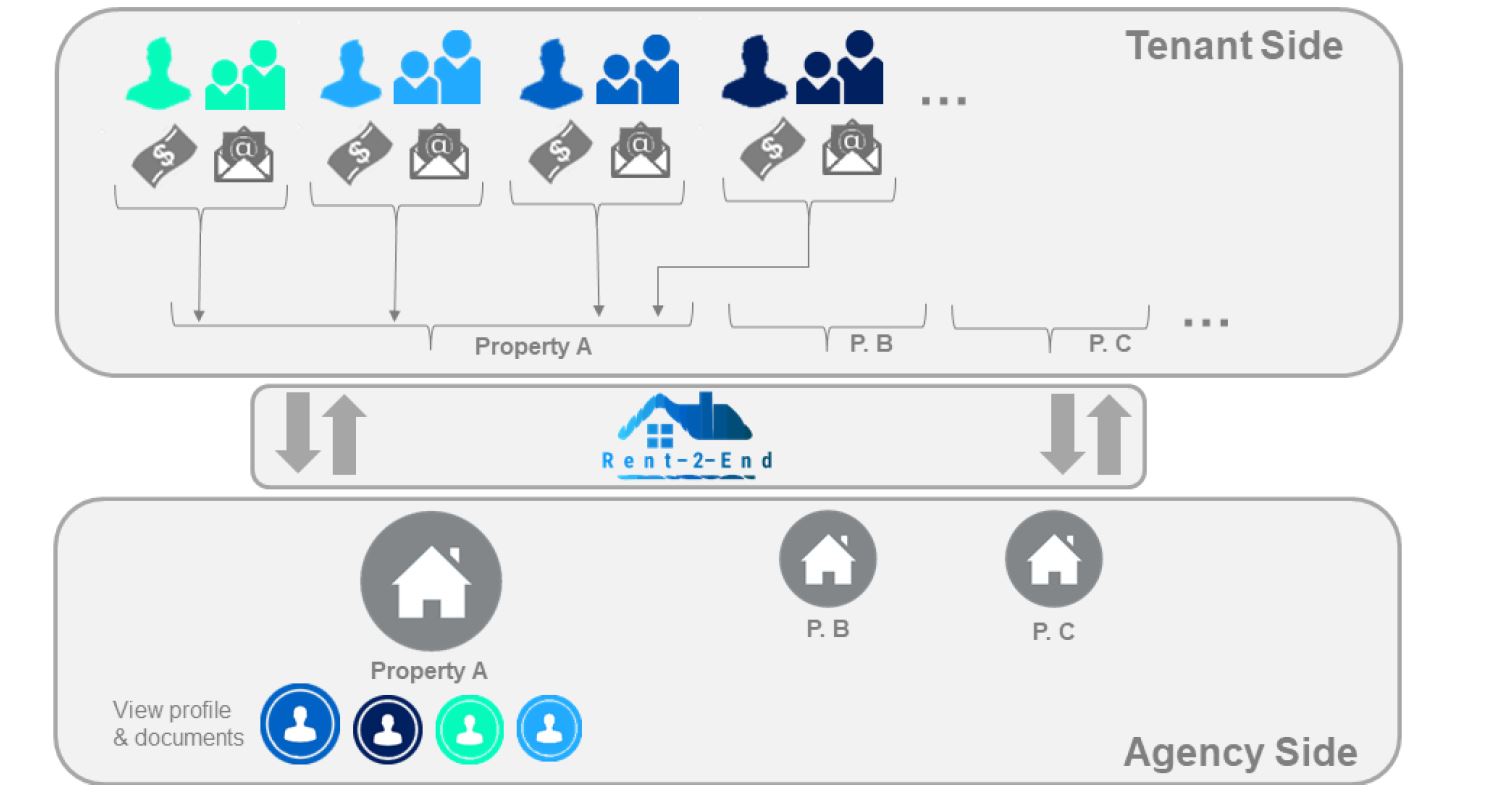 Tenant Side
...
$ @ $ @ $ @ $ @
Property A
P. B
P. C
...
Rent-2-End
P. B
P. C
Property A
View profile
& documents
Agency Side